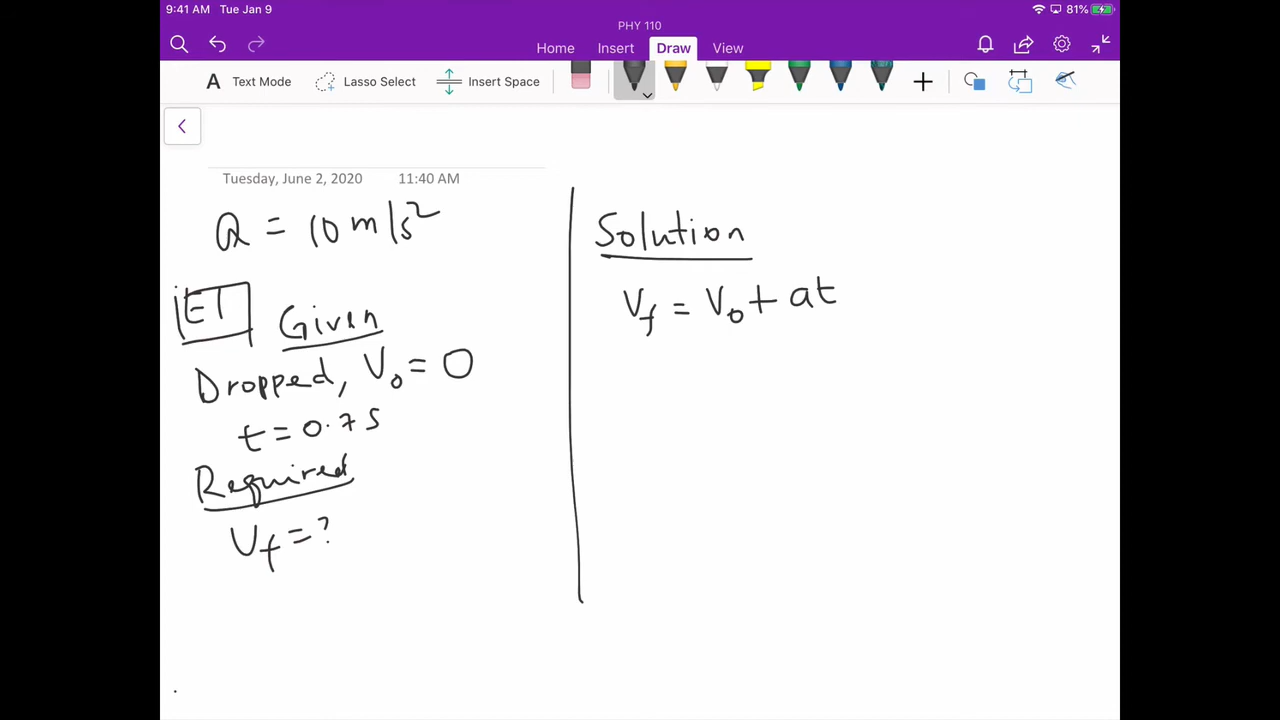 9:41 AM Tue Jan 9
81%
PHY 110
Home Insert Draw View
A Text Mode Lasso Select Insert Space
Tuesday, June 2, 2020 11:40 AM
a = 10 m/s²
E1 Given
Dropped, V₀ = 0
t = 0.7 s
Required
V_f = ?
Solution
V_f = V₀ + at